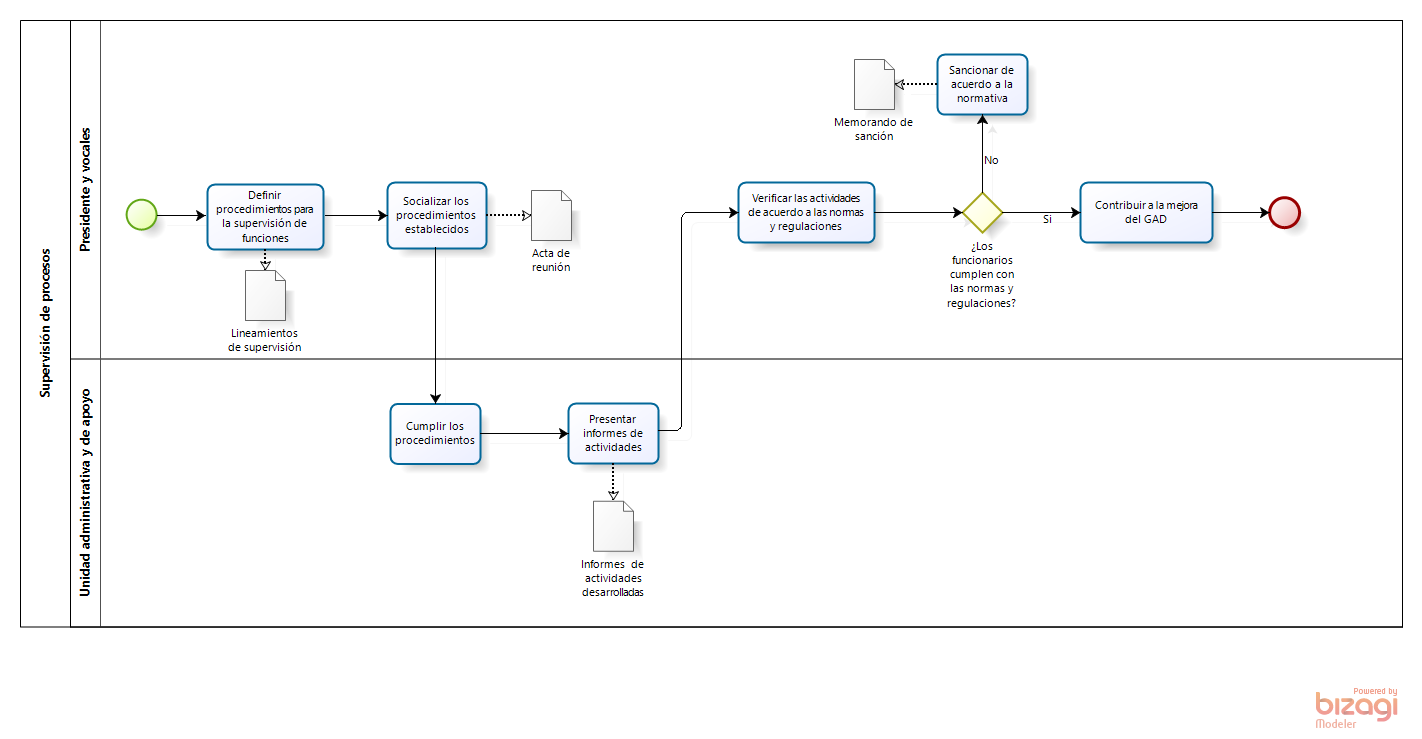 Supervisión de procesos
Presidente y vocales
Definir
procedimientos para
la supervisión de
funciones
Lineamientos
de supervisión
Socializar los
procedimientos
establecidos
Acta de
reunión
Verificar las actividades
de acuerdo a las normas
y regulaciones
¿Los
funcionarios
cumplen con
las normas y
regulaciones?
No
Sancionar de
acuerdo a la
normativa
Memorando de
sanción
Si
Contribuir a la mejora
del GAD
Unidad administrativa y de apoyo
Cumplir los
procedimientos
Presentar
informes de
actividades
Informes de
actividades
desarrolladas
Powered by
bizagi
Modeler